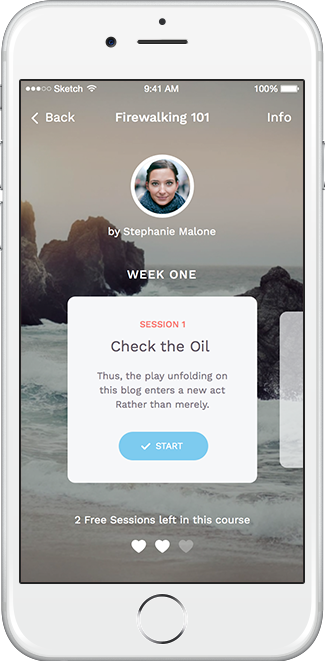 Sketch 9:41 AM 100%
Back Firewalking 101 Info
by Stephanie Malone
WEEK ONE
SESSION 1
Check the Oil
Thus, the play unfolding on
this blog enters a new act
Rather than merely.
START
2 Free Sessions left in this course